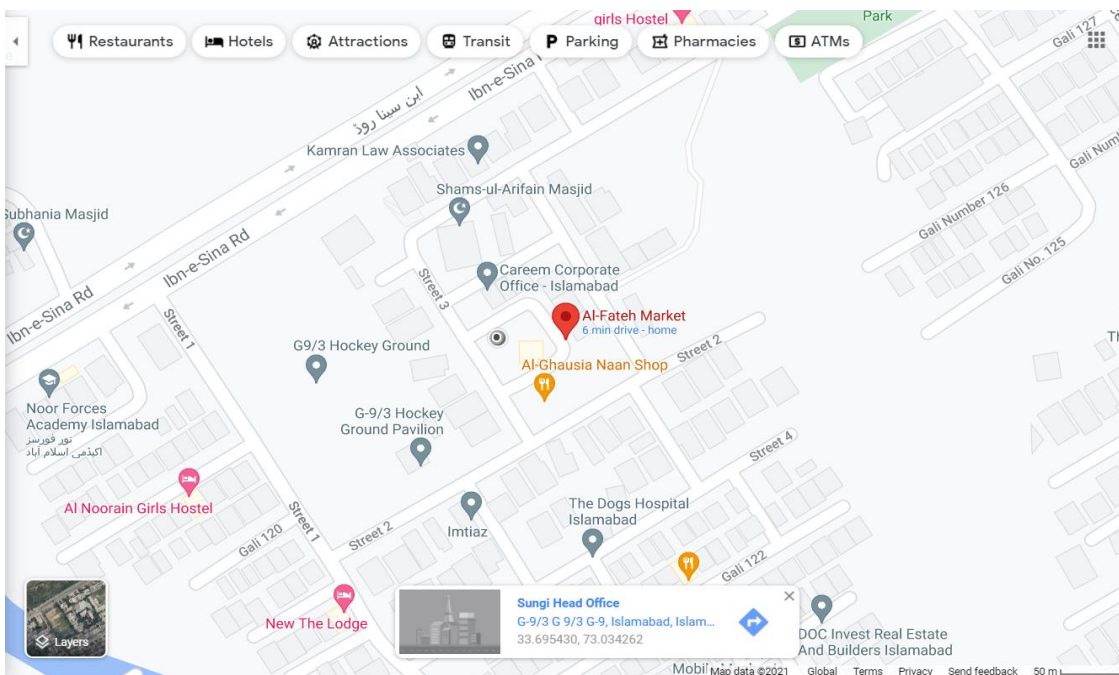 girls Hostel
Park
Restaurants
Hotels
Attractions
Transit
Parking
Pharmacies
ATMs
Gali 127
ابن سینا روڈ
Ibn-e-Sina
Kamran Law Associates
Gali Num
Shams-ul-Arifain Masjid
Subhania Masjid
Gali Number 126
Ibn-e-Sina Rd
Gali No. 125
Street 3
Careem Corporate
Office - Islamabad
Ibn-e-Sina Rd
Street 1
Al-Fateh Market
6 min drive - home
G9/3 Hockey Ground
Street 2
Al-Ghausia Naan Shop
Noor Forces
Academy Islamabad
نور فورسز
اکیڈمی اسلام آباد
G-9/3 Hockey
Ground Pavilion
Street 4
Al Noorain Girls Hostel
The Dogs Hospital
Islamabad
Street 1
Imtiaz
Street 2
Gali 120
Gali 122
New The Lodge
Layers
Sungi Head Office
G-9/3 G 9/3 G-9, Islamabad, Islam...
33.695430, 73.034262
DOC Invest Real Estate
And Builders Islamabad
Map data ©2021
Global
Terms
Privacy
Send feedback
50 m